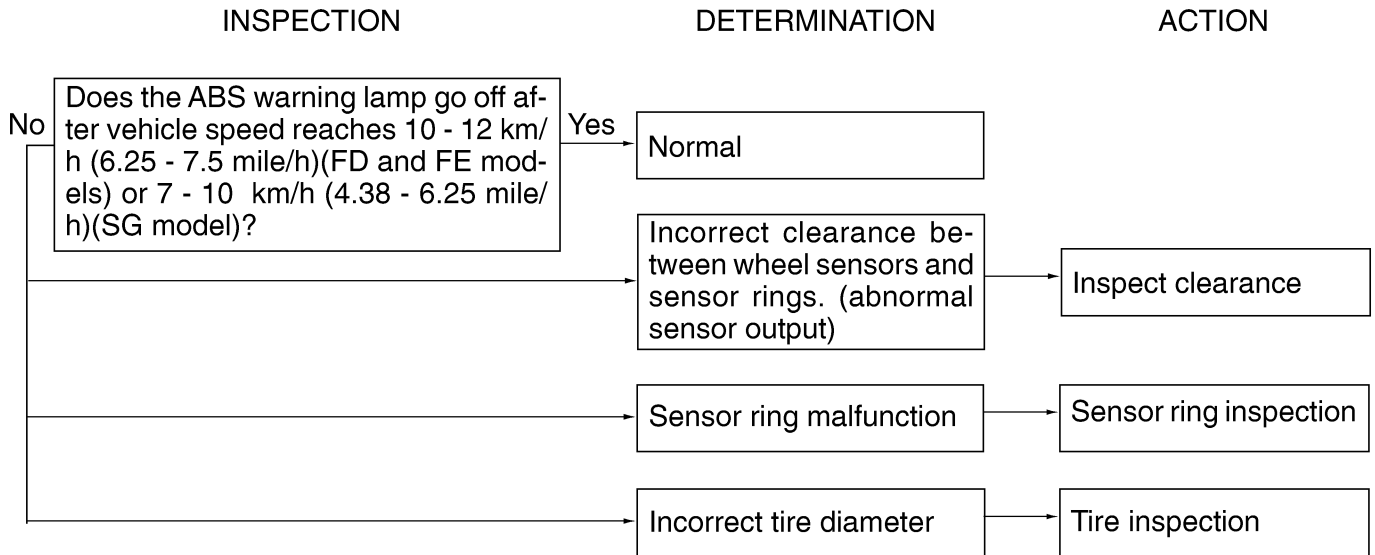 INSPECTION
DETERMINATION
ACTION
No
Does the ABS warning lamp go off af-
ter vehicle speed reaches 10 - 12 km/
h (6.25 - 7.5 mile/h)(FD and FE mod-
els) or 7 - 10 km/h (4.38 - 6.25 mile/
h)(SG model)?
Yes
Normal
Incorrect clearance be-
tween wheel sensors and
sensor rings. (abnormal
sensor output)
Inspect clearance
Sensor ring malfunction
Sensor ring inspection
Incorrect tire diameter
Tire inspection